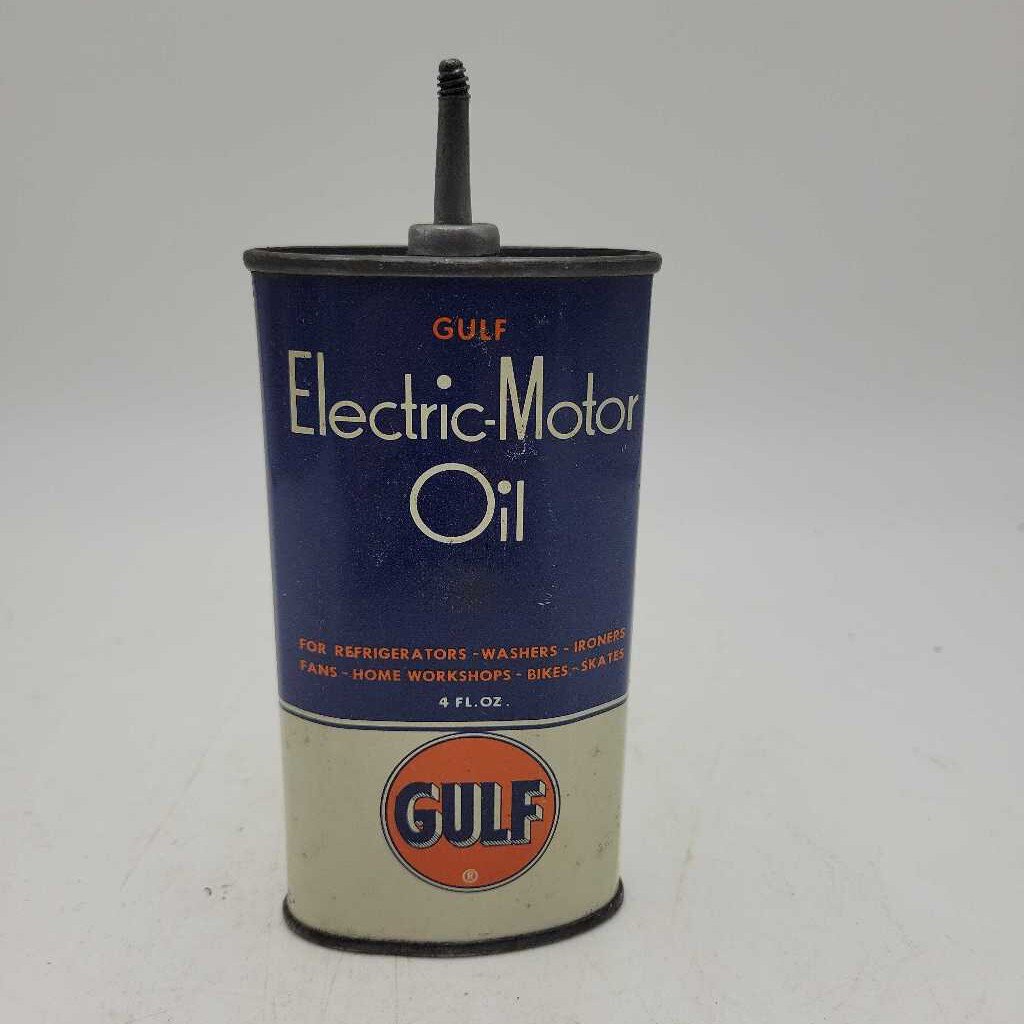 GULF
Electric-Motor
Oil
FOR REFRIGERATORS - WASHERS - IRONERS
FANS - HOME WORKSHOPS - BIKES - SKATES
4 FL. OZ.
GULF
®